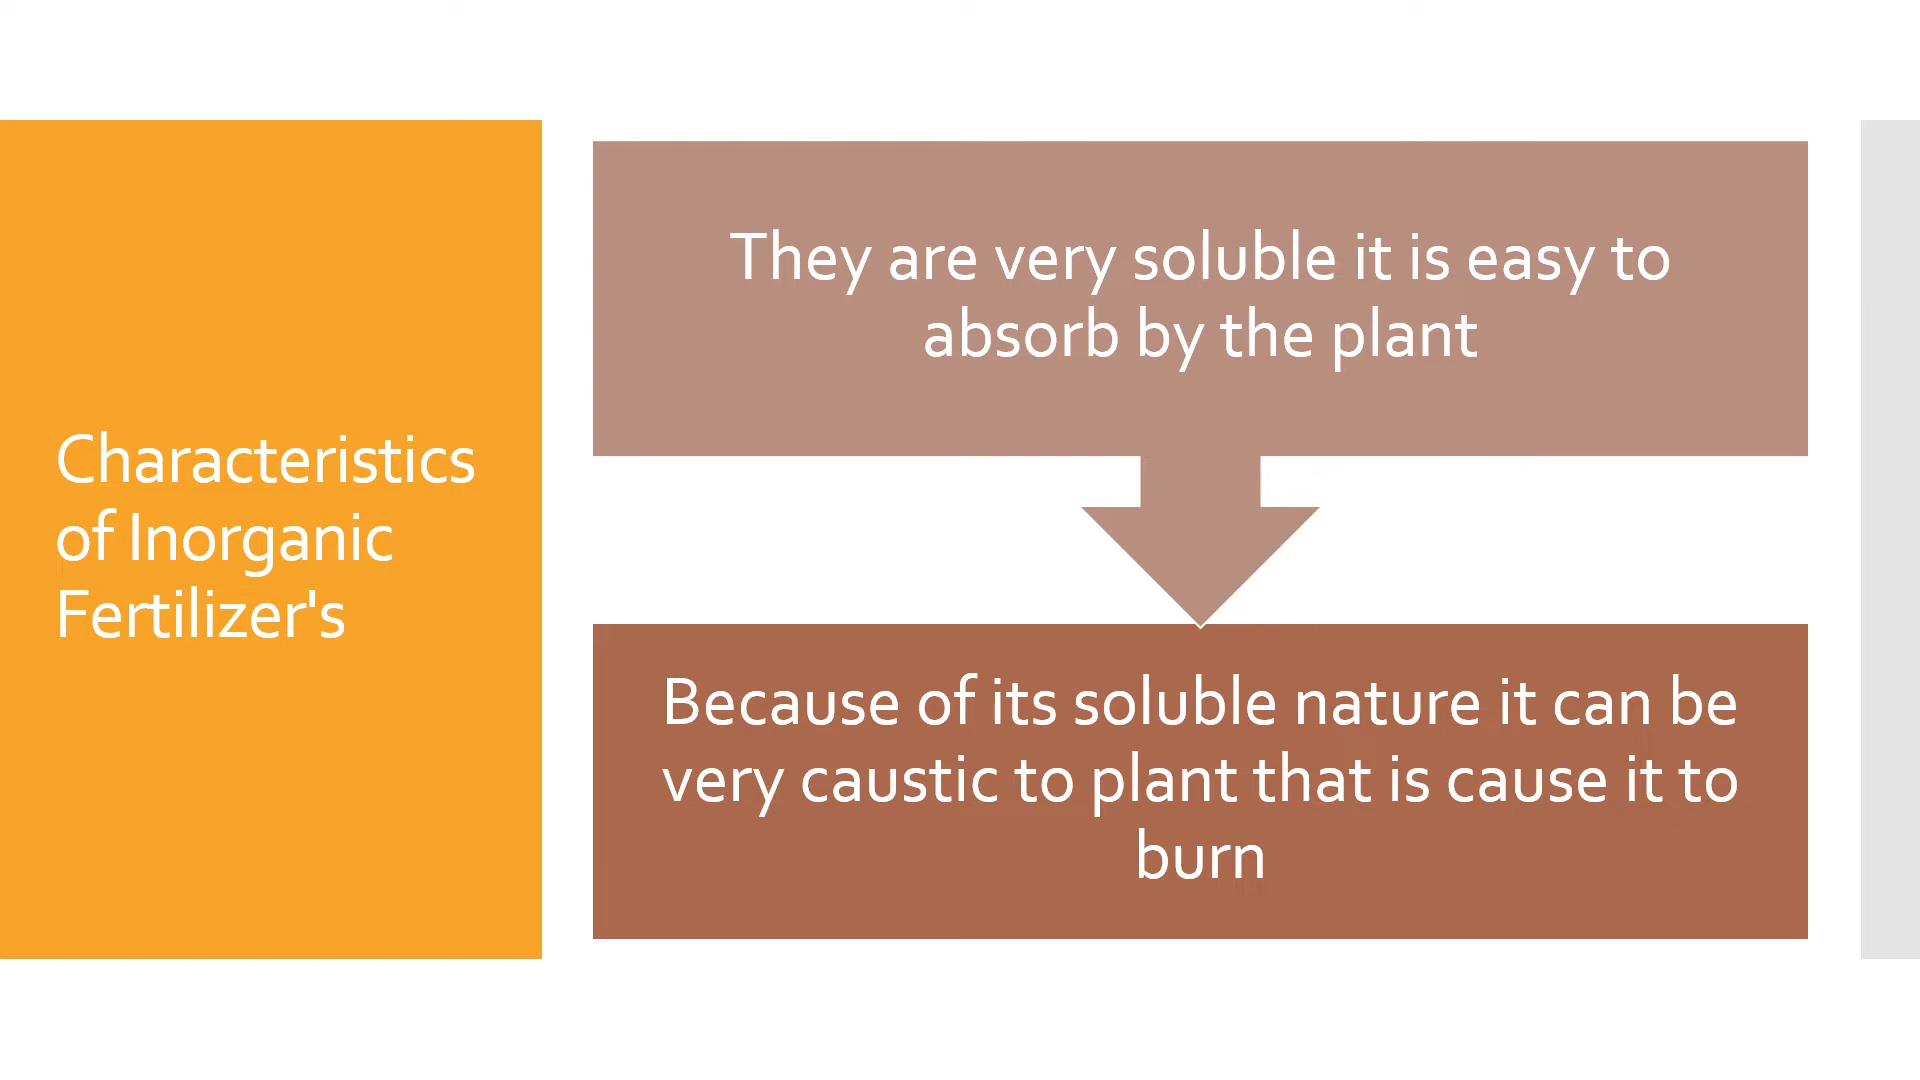 Characteristics
of Inorganic
Fertilizer's
They are very soluble it is easy to
absorb by the plant
Because of its soluble nature it can be
very caustic to plant that is cause it to
burn